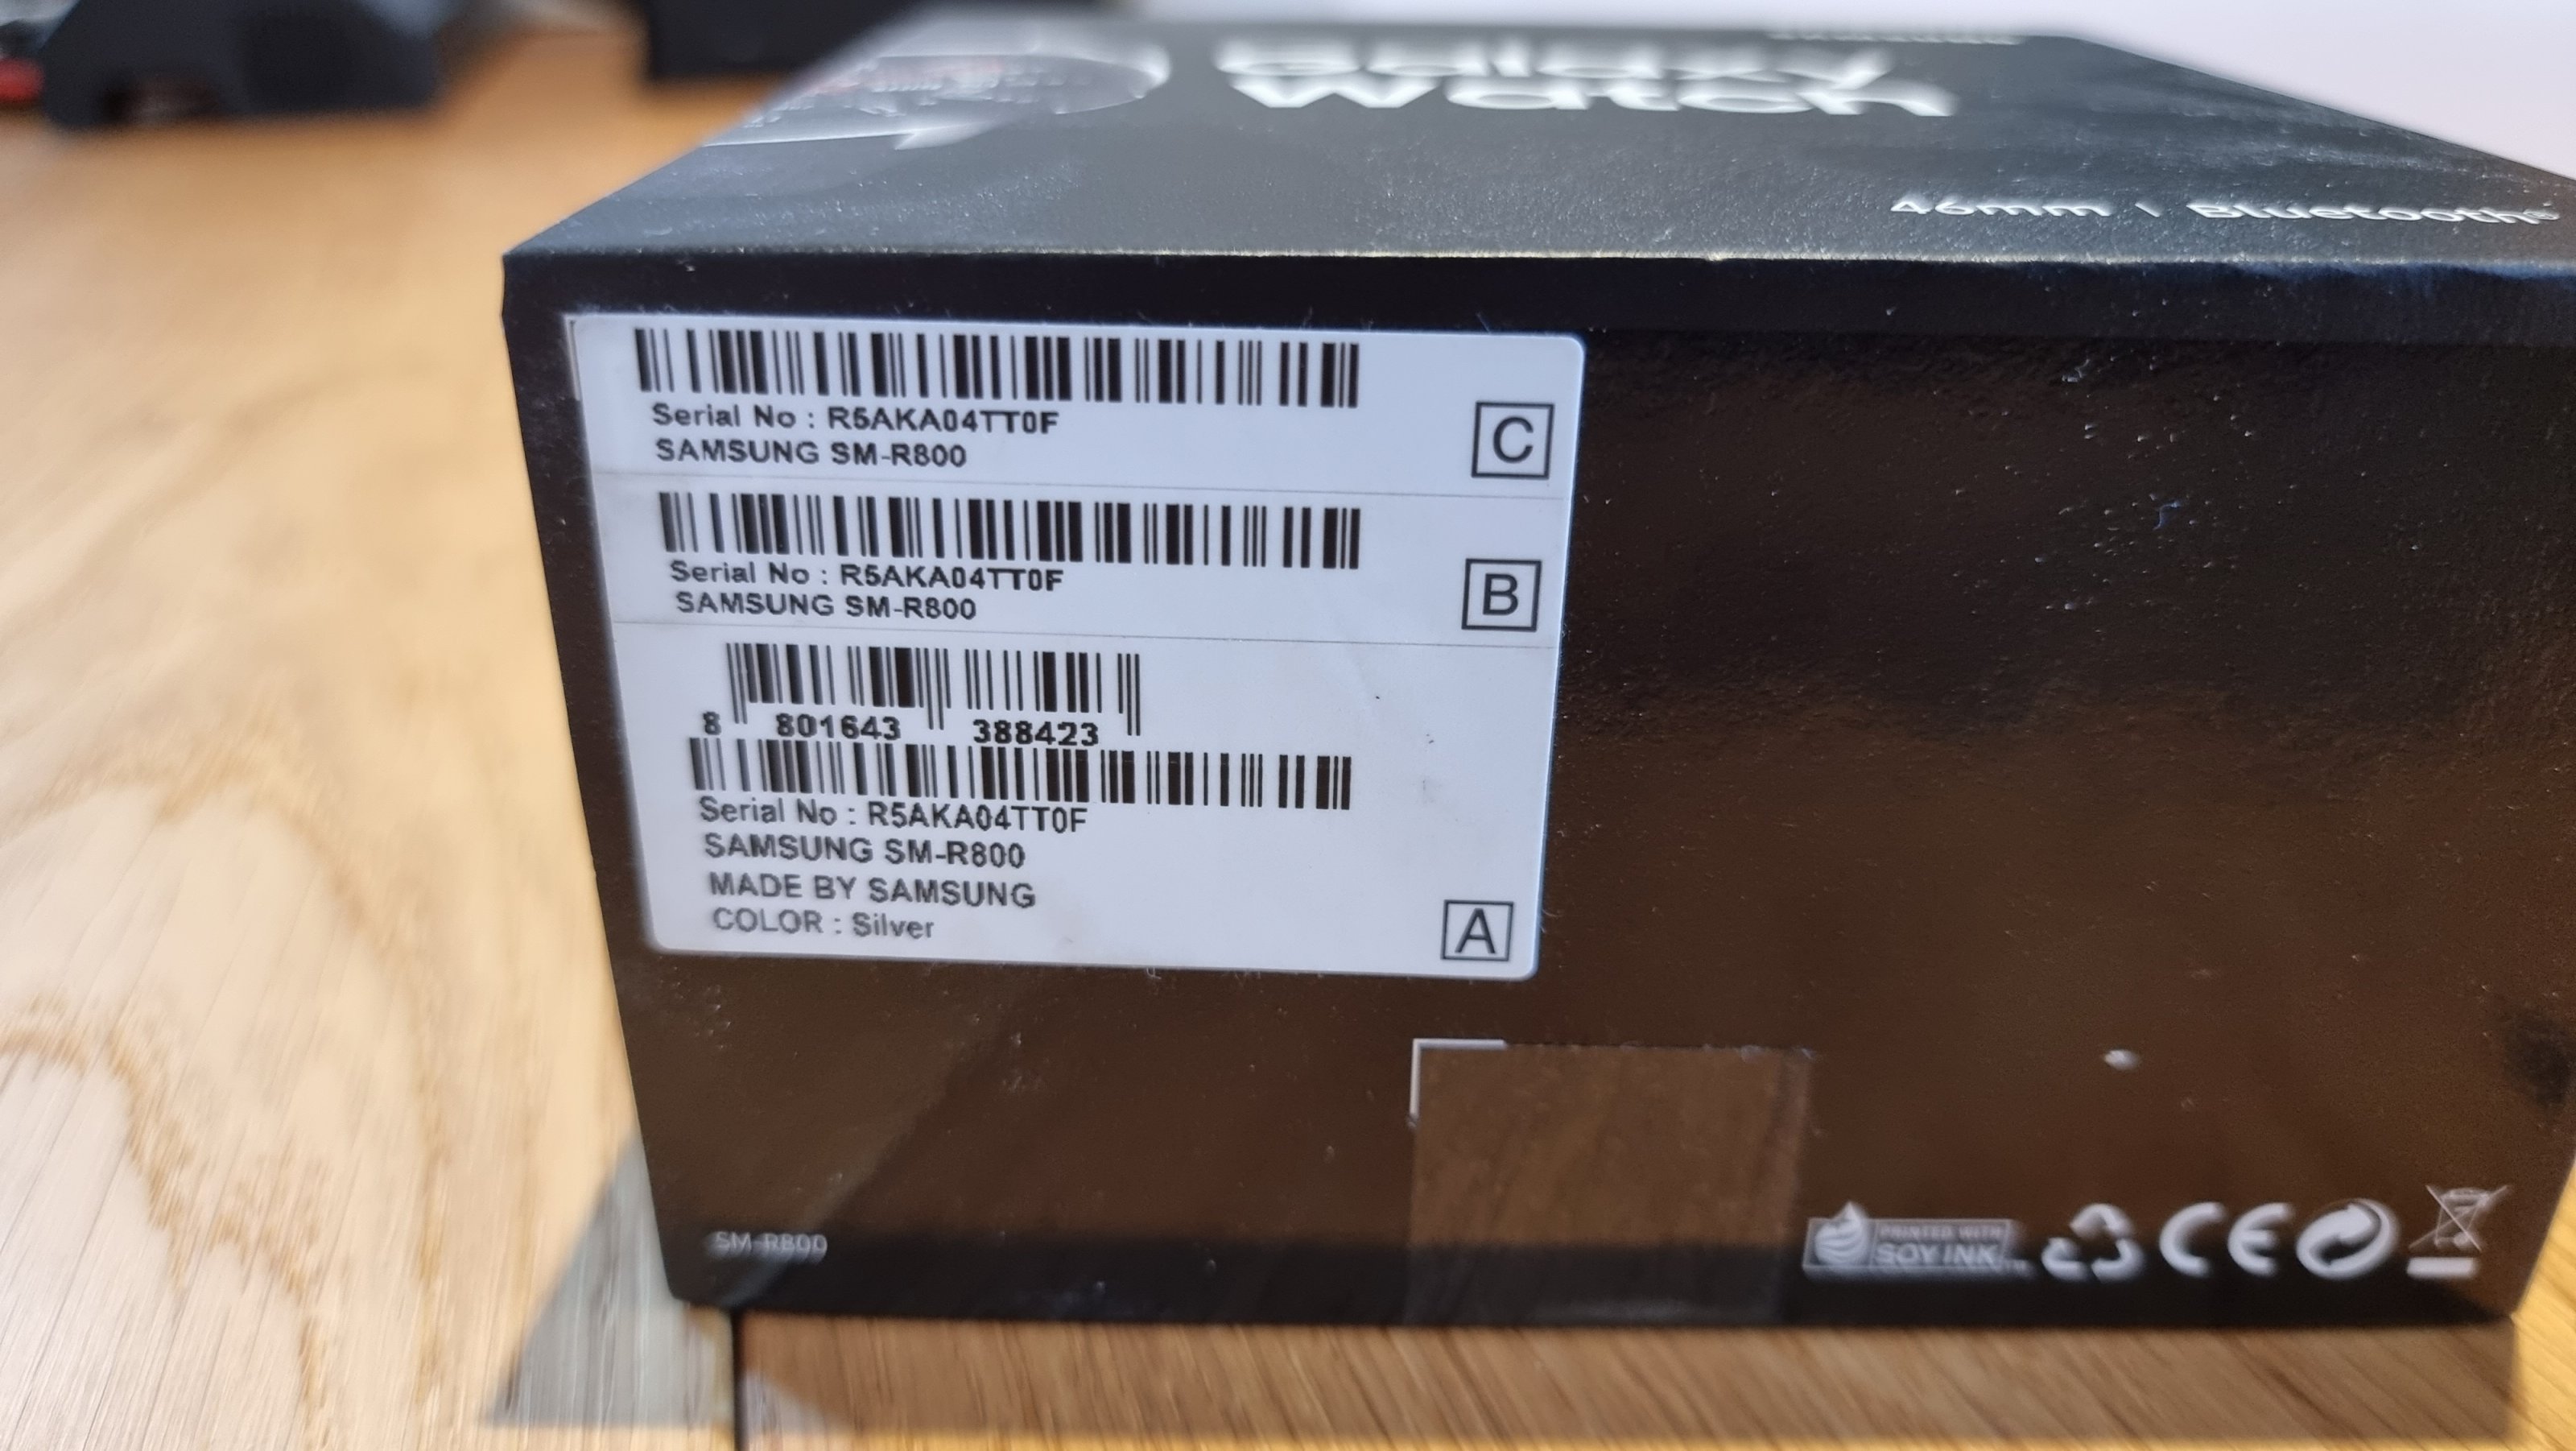 Galaxy
Watch
46mm | Bluetooth®
Serial No : R5AKA04TT0F
SAMSUNG SM-R800
C
Serial No : R5AKA04TT0F
SAMSUNG SM-R800
B
8 801643 388423
Serial No : R5AKA04TT0F
SAMSUNG SM-R800
MADE BY SAMSUNG
COLOR : Silver
A
SM-R800
PRINTED WITH
SOY INK
CE